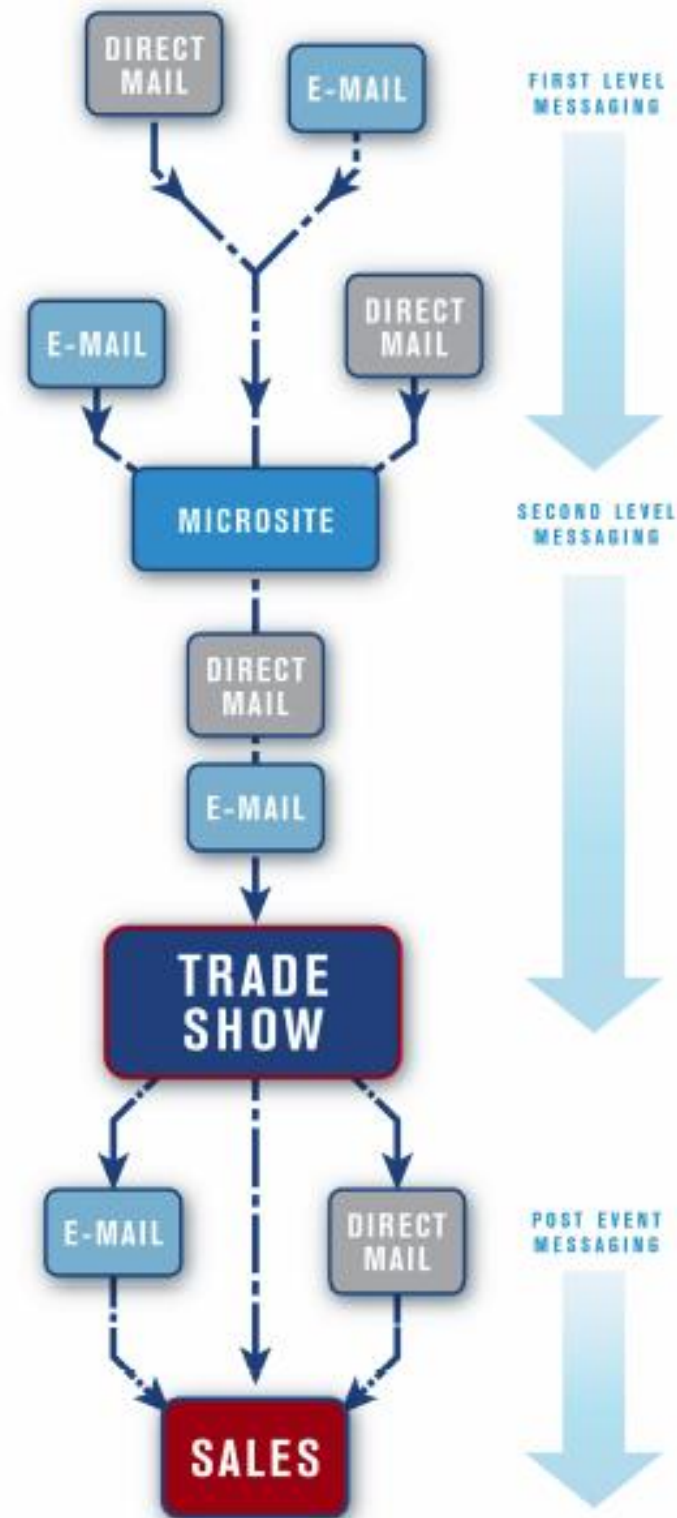 DIRECT
MAIL
E-MAIL
FIRST LEVEL
MESSAGING
E-MAIL
DIRECT
MAIL
MICROSITE
SECOND LEVEL
MESSAGING
DIRECT
MAIL
E-MAIL
TRADE
SHOW
E-MAIL
DIRECT
MAIL
POST EVENT
MESSAGING
SALES